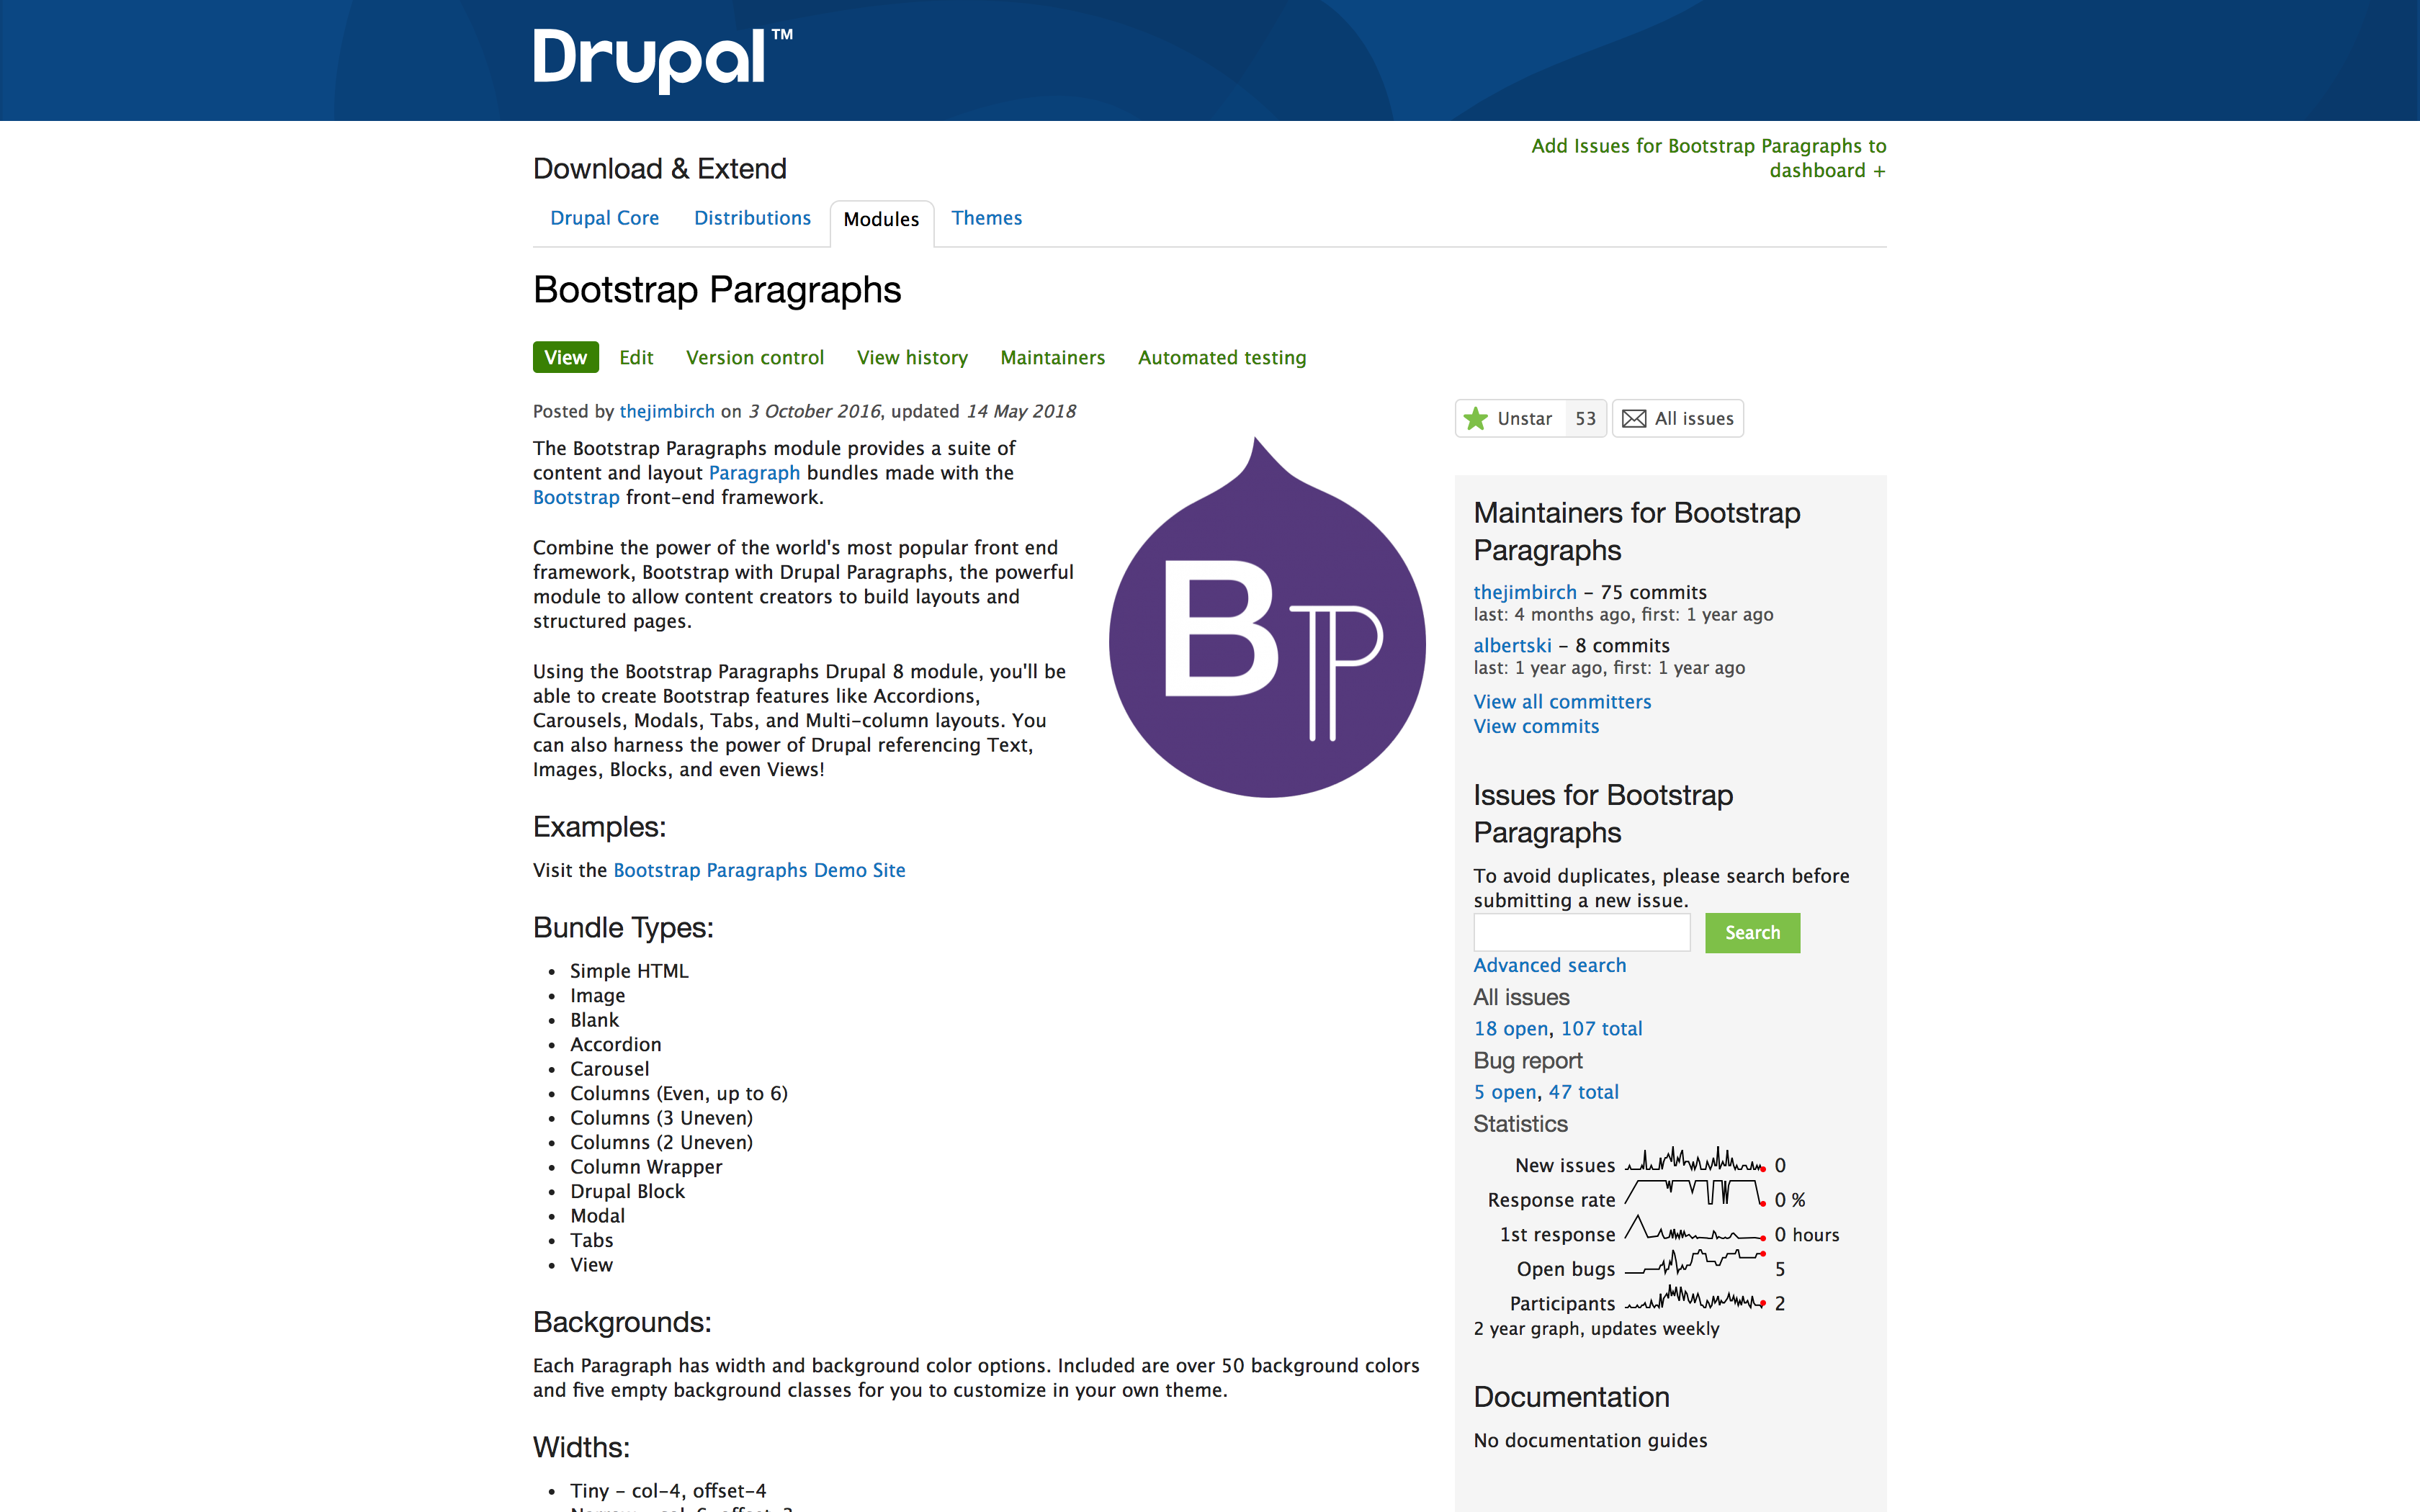 Drupal™
Add Issues for Bootstrap Paragraphs to
dashboard +
Download & Extend
Drupal Core Distributions Modules Themes
Bootstrap Paragraphs
View Edit Version control View history Maintainers Automated testing
Posted by thejimbirch on 3 October 2016, updated 14 May 2018
The Bootstrap Paragraphs module provides a suite of
content and layout Paragraph bundles made with the
Bootstrap front-end framework.
Combine the power of the world's most popular front end
framework, Bootstrap with Drupal Paragraphs, the powerful
module to allow content creators to build layouts and
structured pages.
Using the Bootstrap Paragraphs Drupal 8 module, you'll be
able to create Bootstrap features like Accordions,
Carousels, Modals, Tabs, and Multi-column layouts. You
can also harness the power of Drupal referencing Text,
Images, Blocks, and even Views!
BP
Examples:
Visit the Bootstrap Paragraphs Demo Site
Bundle Types:
• Simple HTML
• Image
• Blank
• Accordion
• Carousel
• Columns (Even, up to 6)
• Columns (3 Uneven)
• Columns (2 Uneven)
• Column Wrapper
• Drupal Block
• Modal
• Tabs
• View
Backgrounds:
Each Paragraph has width and background color options. Included are over 50 background colors
and five empty background classes for you to customize in your own theme.
Widths:
• Tiny - col-4, offset-4
Unstar 53 All issues
Maintainers for Bootstrap
Paragraphs
thejimbirch – 75 commits
last: 4 months ago, first: 1 year ago
albertski – 8 commits
last: 1 year ago, first: 1 year ago
View all committers
View commits
Issues for Bootstrap
Paragraphs
To avoid duplicates, please search before
submitting a new issue.
Search
Advanced search
All issues
18 open, 107 total
Bug report
5 open, 47 total
Statistics
New issues 0
Response rate 0 %
1st response 0 hours
Open bugs 5
Participants 2
2 year graph, updates weekly
Documentation
No documentation guides